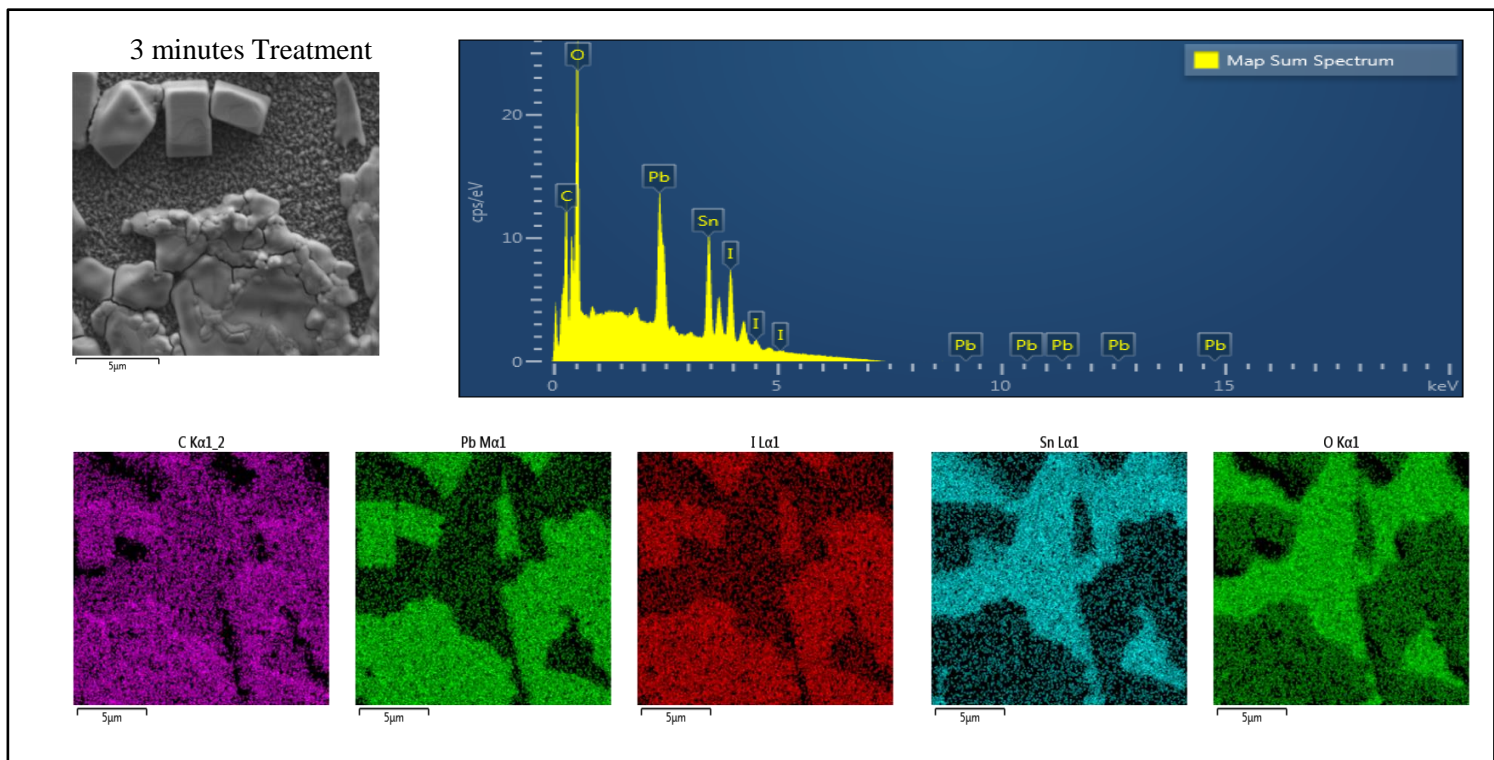 3 minutes Treatment
5µm
Map Sum Spectrum
cps/eV
20
10
0
O
C
Pb
Sn
I
I
I
Pb
Pb
Pb
Pb
Pb
0
5
10
15
keV
C Kα1_2
Pb Mα1
I Lα1
Sn Lα1
O Kα1
5µm
5µm
5µm
5µm
5µm